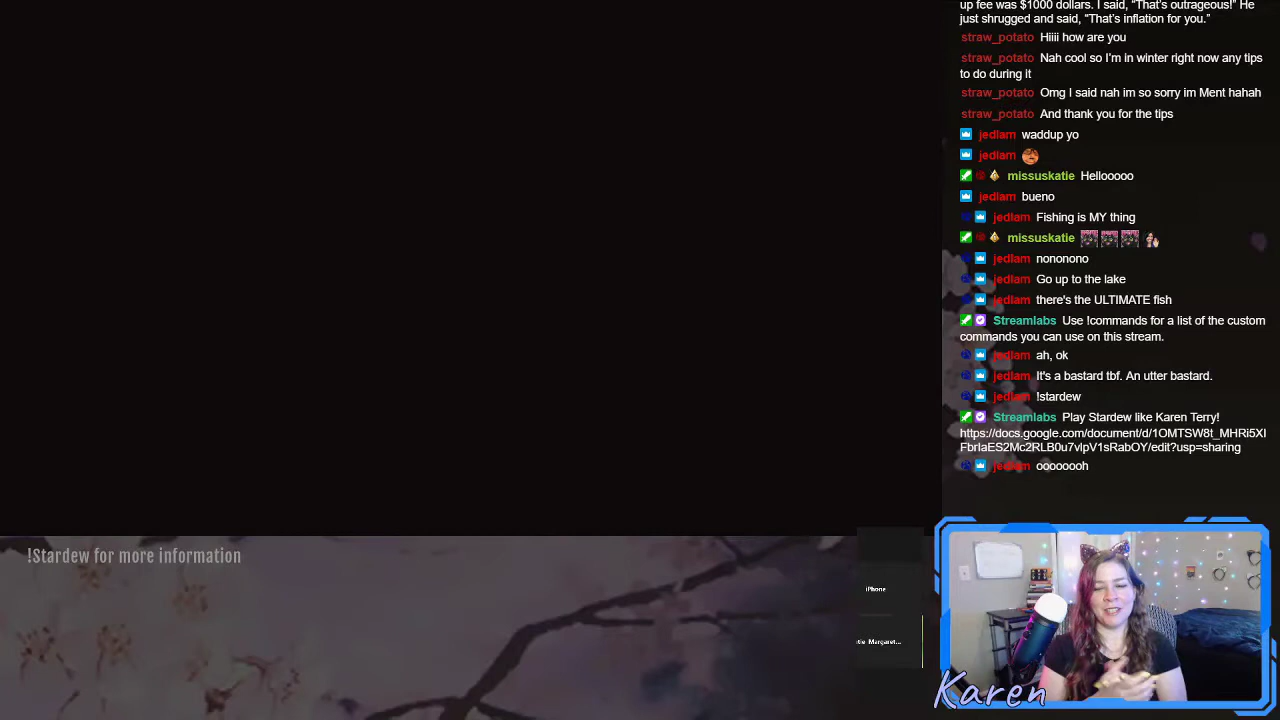 up fee was $1000 dollars. I said, “That’s outrageous!” He
just shrugged and said, “That’s inflation for you.”
straw_potato Hiiii how are you
straw_potato Nah cool so I’m in winter right now any tips
to do during it
straw_potato Omg I said nah im so sorry im Ment hahah
straw_potato And thank you for the tips
jedlam waddup yo
jedlam
missuskatie Hellooooo
jedlam bueno
jedlam Fishing is MY thing
missuskatie
jedlam nononono
jedlam Go up to the lake
jedlam there's the ULTIMATE fish
Streamlabs Use !commands for a list of the custom
commands you can use on this stream.
jedlam ah, ok
jedlam It's a bastard tbf. An utter bastard.
jedlam !stardew
Streamlabs Play Stardew like Karen Terry!
https://docs.google.com/document/d/1OMTSW8t_MHRi5XI
FbrIaES2Mc2RLB0u7vlpV1sRabOY/edit?usp=sharing
jedlam oooooooh
!Stardew for more information
iPhone
tie Margaret...
Karen